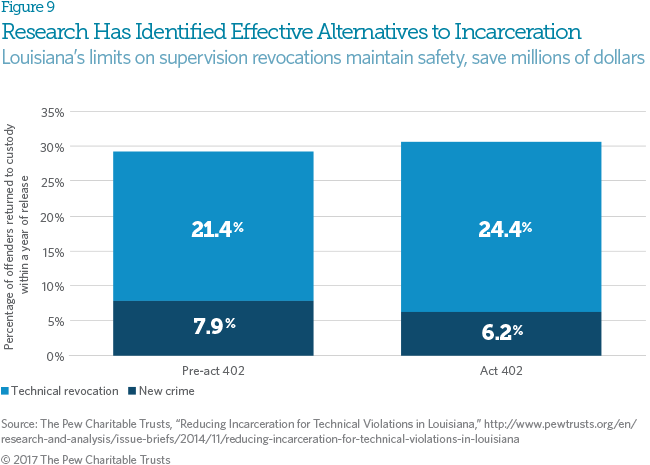 Figure 9
Research Has Identified Effective Alternatives to Incarceration
Louisiana's limits on supervision revocations maintain safety, save millions of dollars
Percentage of offenders returned to custody
within a year of release
35%
30%
25%
20%
15%
10%
5%
0%
21.4%
7.9%
24.4%
6.2%
Pre-act 402
Act 402
Technical revocation
New crime
Source: The Pew Charitable Trusts, “Reducing Incarceration for Technical Violations in Louisiana,” http://www.pewtrusts.org/en/
research-and-analysis/issue-briefs/2014/11/reducing-incarceration-for-technical-violations-in-louisiana
© 2017 The Pew Charitable Trusts